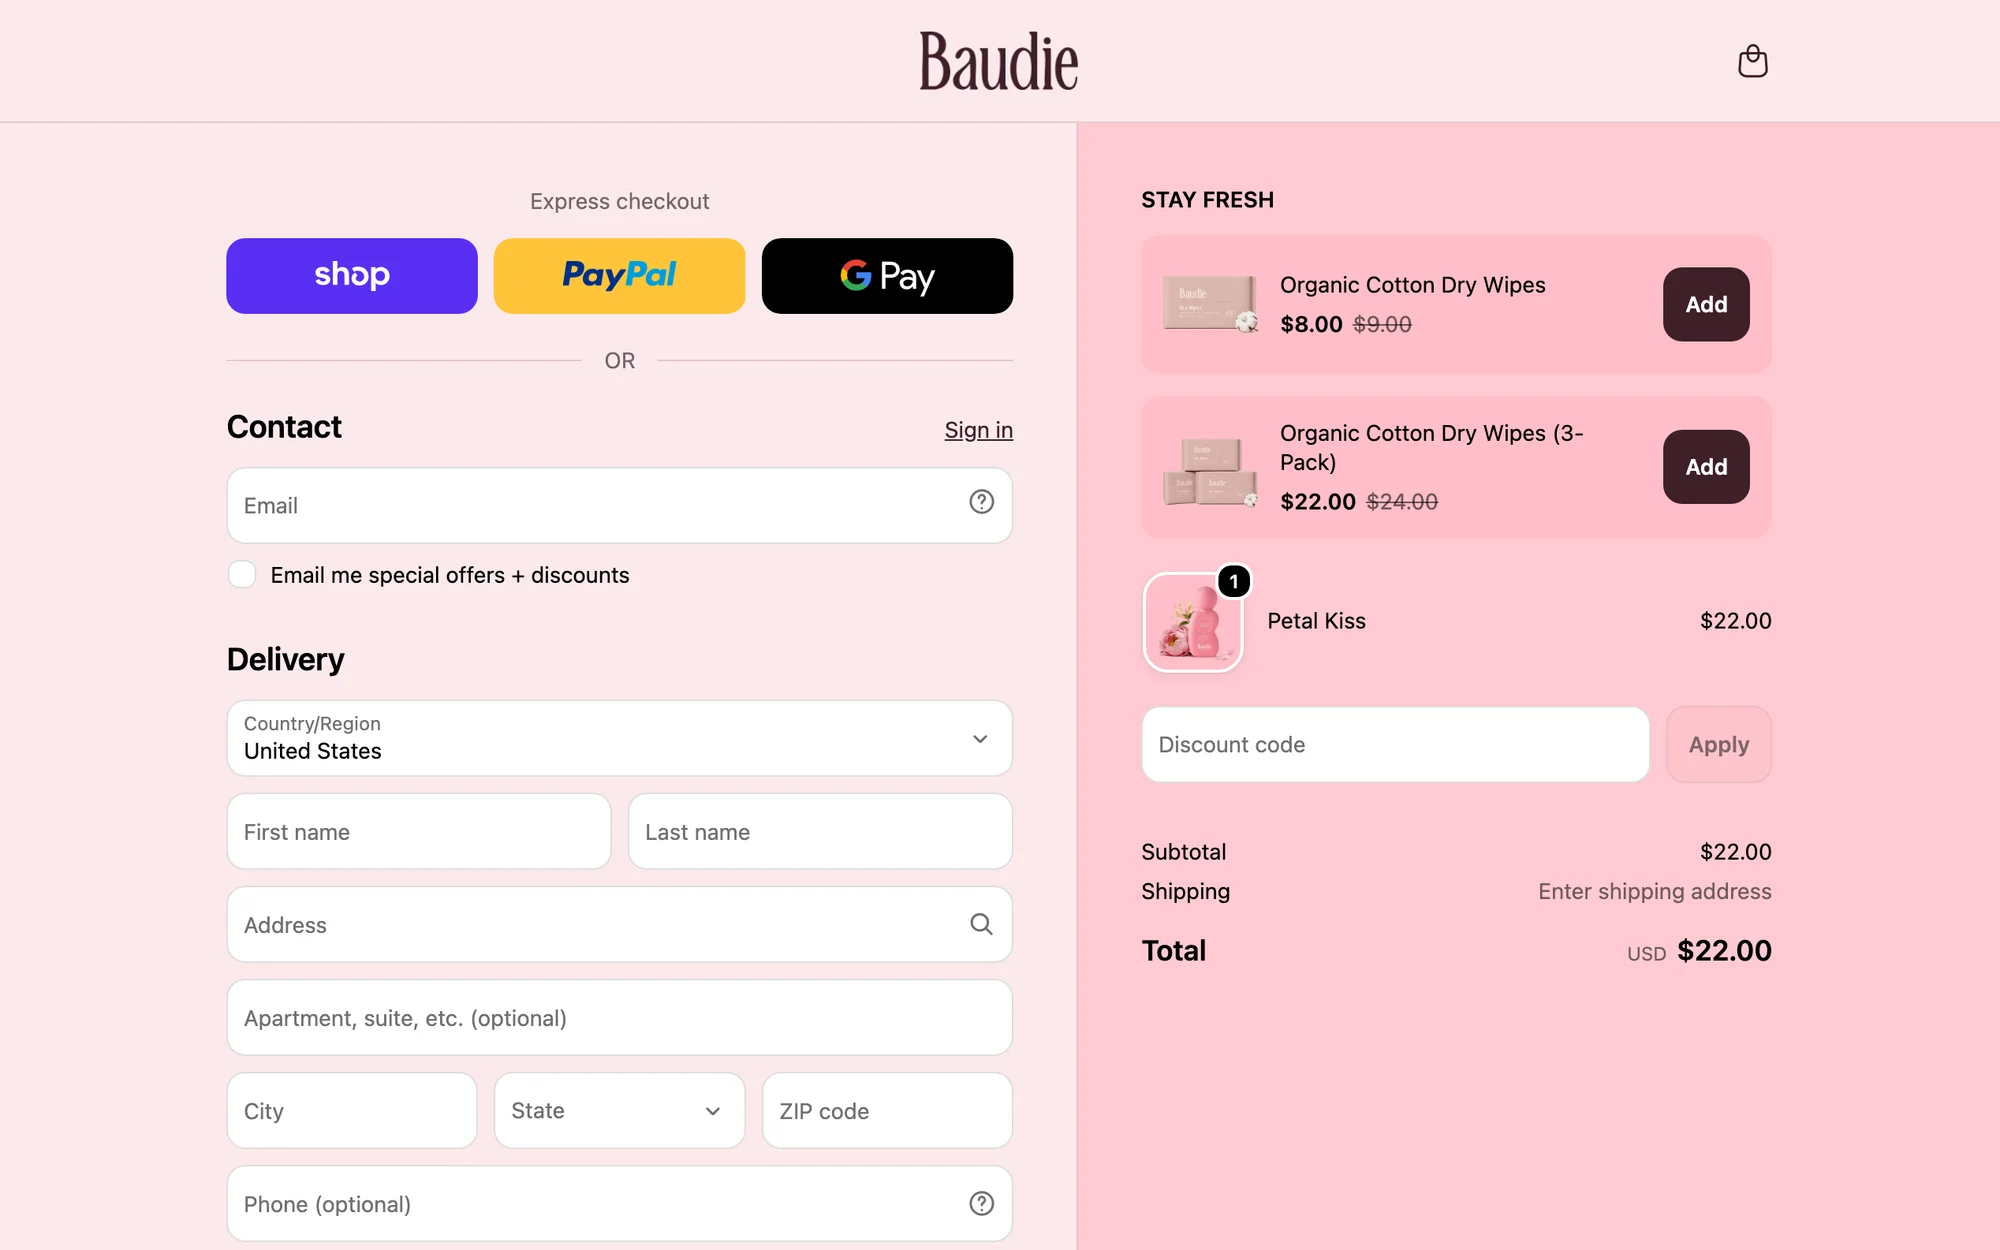 Baudie
Express checkout
shop
PayPal
G Pay
OR
Contact
Sign in
Email
Email me special offers + discounts
Delivery
Country/Region
United States
First name
Last name
Address
Apartment, suite, etc. (optional)
City
State
ZIP code
Phone (optional)
STAY FRESH
Baudie
Organic Cotton Dry Wipes
$8.00 $9.00
Add
Baudie
Baudie
Baudie
Organic Cotton Dry Wipes (3-
Pack)
$22.00 $24.00
Add
1
Petal Kiss
$22.00
Discount code
Apply
Subtotal
$22.00
Shipping
Enter shipping address
Total
USD $22.00